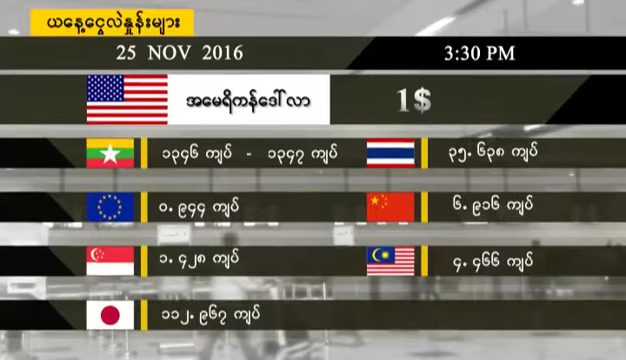 ယနေ့ငွေလဲနှုန်းများ
25 NOV 2016 3:30 PM
အမေရိကန်ဒေါ်လာ 1$
၁၃၄၆ ကျပ် - ၁၃၄၇ ကျပ် ၃၅. ၆၃၈ ကျပ်
၀. ၉၄၄ ကျပ် ၆. ၉၁၆ ကျပ်
၁. ၄၂၈ ကျပ် ၄. ၄၆၆ ကျပ်
၁၁၂. ၉၆၇ ကျပ်